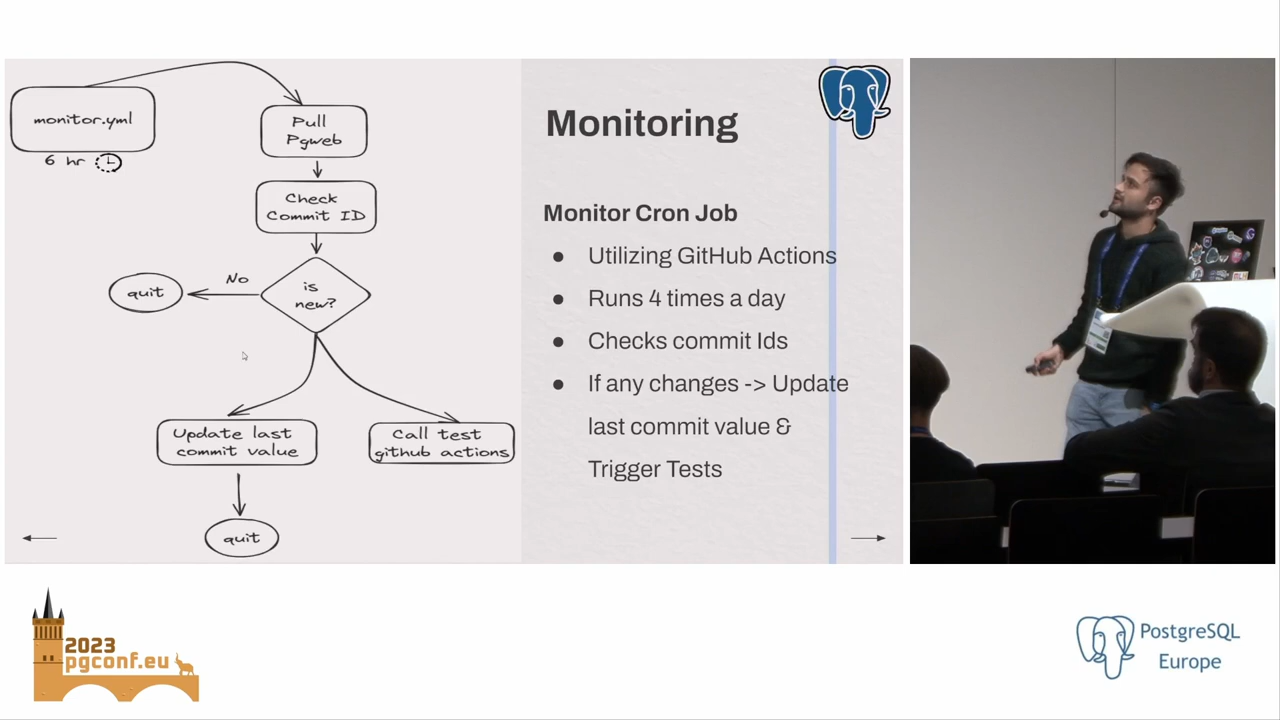 monitor.yml
6 hr
Pull
Pgweb
Check
Commit ID
is
new?
No
quit
Update last
commit value
Call test
github actions
quit
Monitoring
Monitor Cron Job
● Utilizing GitHub Actions
● Runs 4 times a day
● Checks commit Ids
● If any changes -> Update
last commit value &
Trigger Tests
2023
pgconf.eu
PostgreSQL
Europe